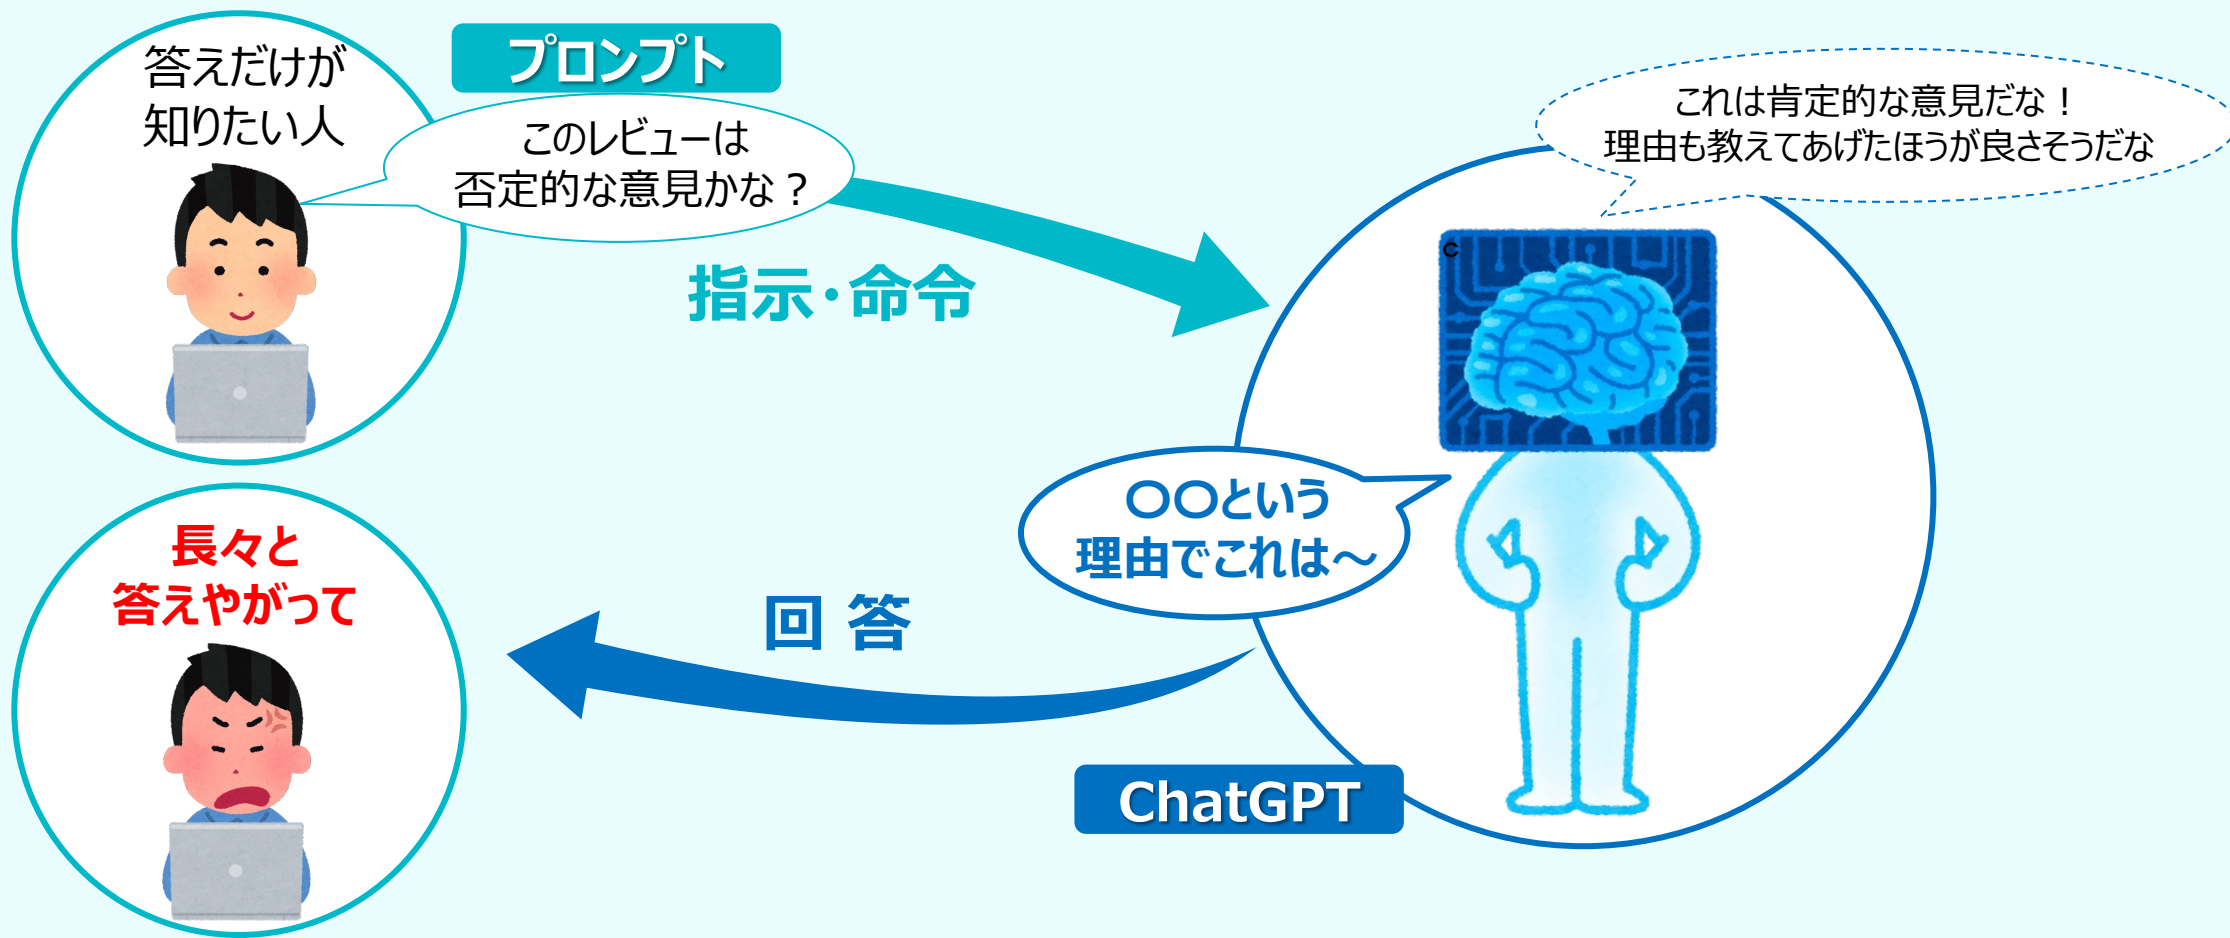 答えだけが
知りたい人
プロンプト
このレビューは
否定的な意見かな？
指示・命令
これは肯定的な意見だな！
理由も教えてあげたほうが良さそうだな
c
〇〇という
理由でこれは～
回 答
長々と
答えやがって
ChatGPT